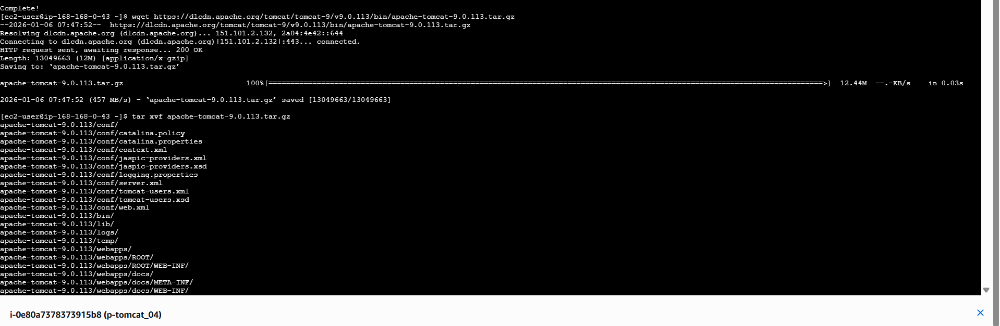 Complete!
[ec2-user@ip-168-168-0-43 ~]$ wget https://dlcdn.apache.org/tomcat/tomcat-9/v9.0.113/bin/apache-tomcat-9.0.113.tar.gz
--2026-01-06 07:47:52--  https://dlcdn.apache.org/tomcat/tomcat-9/v9.0.113/bin/apache-tomcat-9.0.113.tar.gz
Resolving dlcdn.apache.org (dlcdn.apache.org)... 151.101.2.132, 2a04:4e42::644
Connecting to dlcdn.apache.org (dlcdn.apache.org)|151.101.2.132|:443... connected.
HTTP request sent, awaiting response... 200 OK
Length: 13049663 (12M) [application/x-gzip]
Saving to: ‘apache-tomcat-9.0.113.tar.gz’
apache-tomcat-9.0.113.tar.gz 100%[=====================================================>] 12.44M --.-KB/s in 0.03s
2026-01-06 07:47:52 (457 MB/s) - ‘apache-tomcat-9.0.113.tar.gz’ saved [13049663/13049663]
[ec2-user@ip-168-168-0-43 ~]$ tar xvf apache-tomcat-9.0.113.tar.gz
apache-tomcat-9.0.113/conf/
apache-tomcat-9.0.113/conf/catalina.policy
apache-tomcat-9.0.113/conf/catalina.properties
apache-tomcat-9.0.113/conf/context.xml
apache-tomcat-9.0.113/conf/jaspic-providers.xml
apache-tomcat-9.0.113/conf/jaspic-providers.xsd
apache-tomcat-9.0.113/conf/logging.properties
apache-tomcat-9.0.113/conf/server.xml
apache-tomcat-9.0.113/conf/tomcat-users.xml
apache-tomcat-9.0.113/conf/tomcat-users.xsd
apache-tomcat-9.0.113/conf/web.xml
apache-tomcat-9.0.113/bin/
apache-tomcat-9.0.113/lib/
apache-tomcat-9.0.113/logs/
apache-tomcat-9.0.113/temp/
apache-tomcat-9.0.113/webapps/
apache-tomcat-9.0.113/webapps/ROOT/
apache-tomcat-9.0.113/webapps/ROOT/WEB-INF/
apache-tomcat-9.0.113/webapps/docs/
apache-tomcat-9.0.113/webapps/docs/META-INF/
apache-tomcat-9.0.113/webapps/docs/WEB-INF/
i-0e80a7378373915b8 (p-tomcat_04)